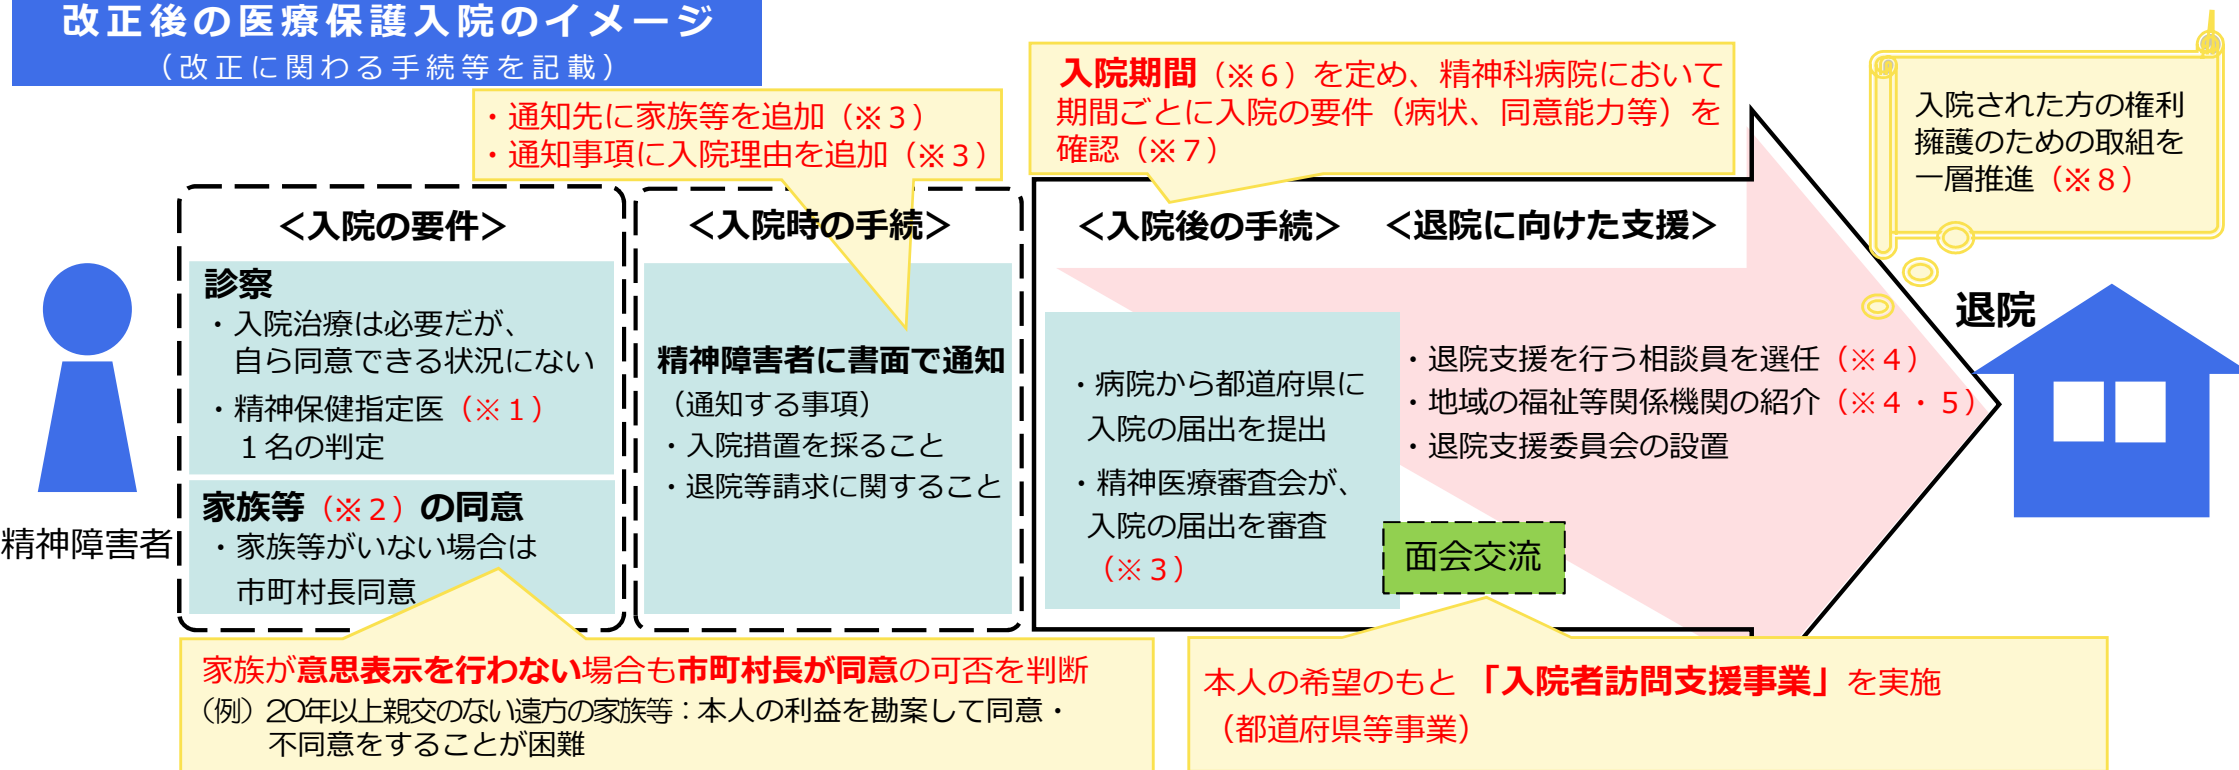 改正後の医療保護入院のイメージ
（改正に関わる手続等を記載）
・通知先に家族等を追加（※３）
・通知事項に入院理由を追加（※３）
入院期間（※６）を定め、精神科病院において
期間ごとに入院の要件（病状、同意能力等）を
確認（※７）
入院された方の権利
擁護のための取組を
一層推進（※８）
＜入院の要件＞
診察
・入院治療は必要だが、
自ら同意できる状況にない
・精神保健指定医（※１）
１名の判定
家族等（※２）の同意
・家族等がいない場合は
市町村長同意
＜入院時の手続＞
精神障害者に書面で通知
（通知する事項）
・入院措置を採ること
・退院等請求に関すること
＜入院後の手続＞
・病院から都道府県に
入院の届出を提出
・精神医療審査会が、
入院の届出を審査
（※３）
＜退院に向けた支援＞
・退院支援を行う相談員を選任（※４）
・地域の福祉等関係機関の紹介（※４・５）
・退院支援委員会の設置
面会交流
退院
精神障害者
家族が意思表示を行わない場合も市町村長が同意の可否を判断
（例）20年以上親交のない遠方の家族等：本人の利益を勘案して同意・
不同意をすることが困難
本人の希望のもと「入院者訪問支援事業」を実施
（都道府県等事業）